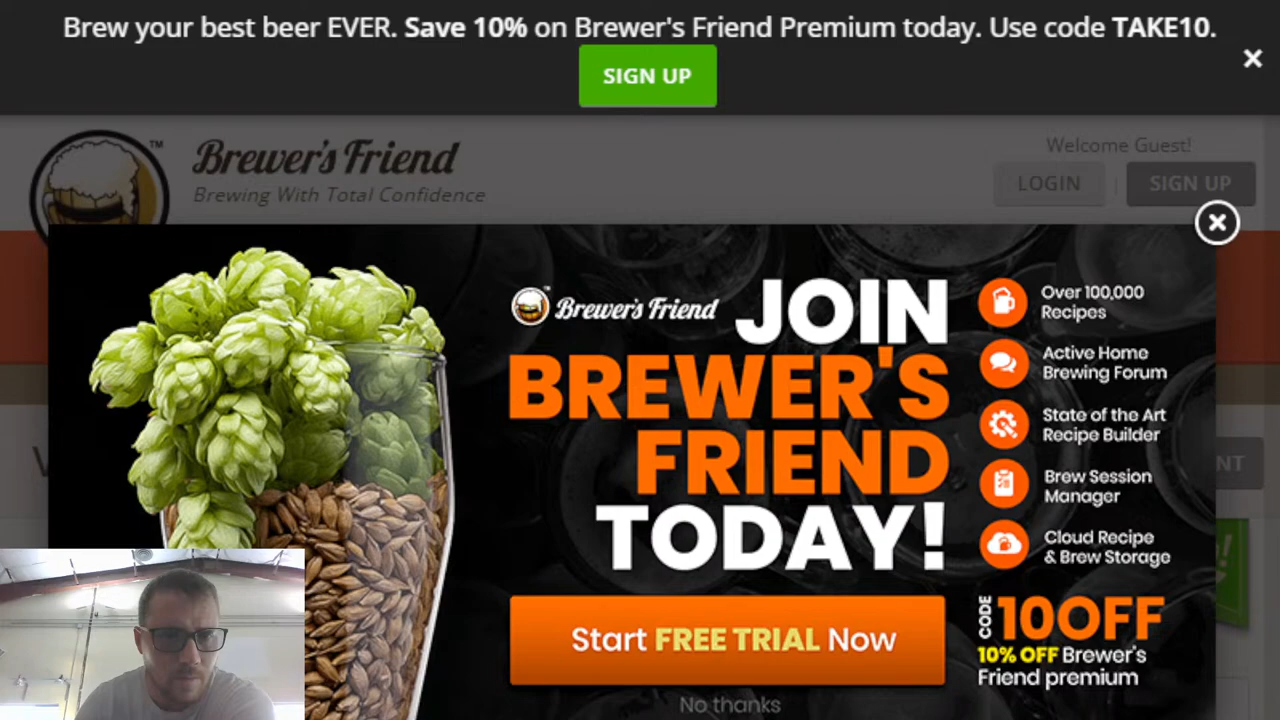 Brew your best beer EVER. Save 10% on Brewer's Friend Premium today. Use code TAKE10.
SIGN UP
Brewer's Friend
TM
Brewing With Total Confidence
Welcome Guest!
LOGIN
SIGN UP
Brewer's Friend
JOIN
BREWER'S
FRIEND
TODAY!
Over 100,000
Recipes
Active Home
Brewing Forum
State of the Art
Recipe Builder
Brew Session
Manager
Cloud Recipe
& Brew Storage
Start FREE TRIAL Now
CODE 10OFF
10% OFF Brewer's
Friend premium
No thanks